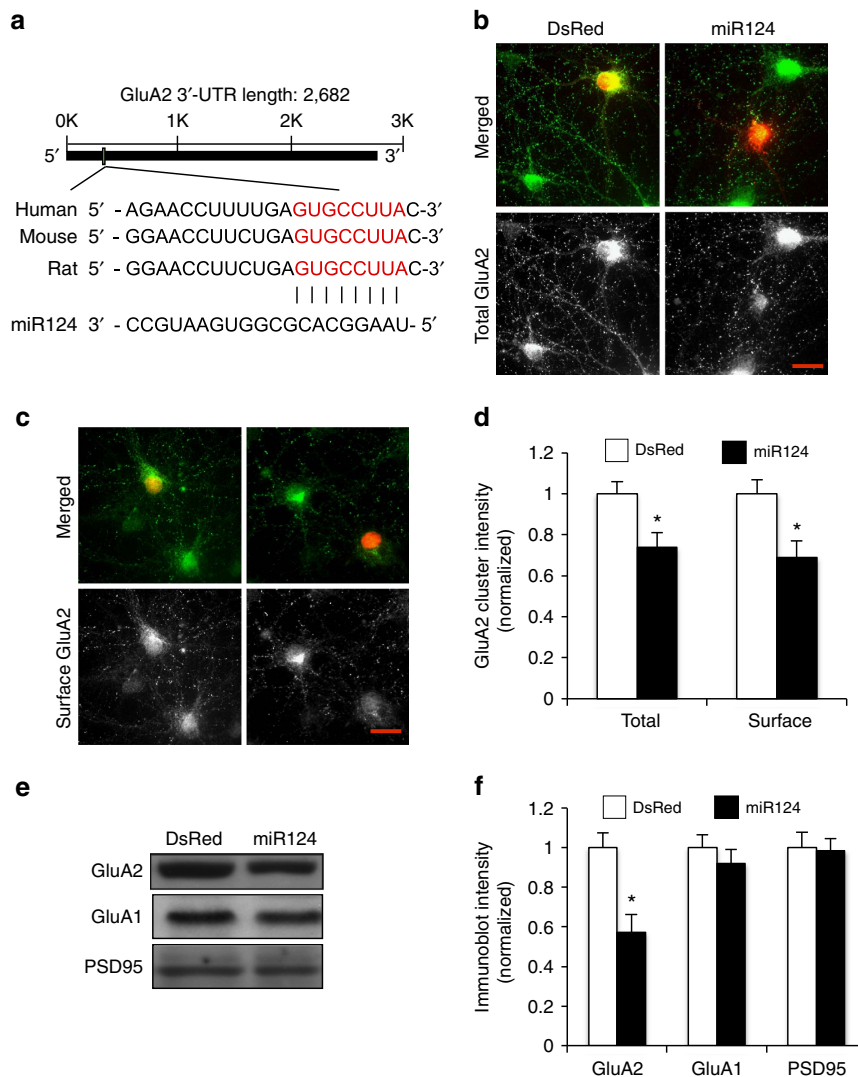 a
GluA2 3′-UTR length: 2,682
0K 1K 2K 3K
5′ 3′
Human 5′ - AGAACCUUUUGAGUGCCUUAC-3′
Mouse 5′ - GGAACCUUCUGAGUGCCUUAC-3′
Rat 5′ - GGAACCUUCUGAGUGCCUUAC-3′
miR124 3′ - CCGUAAGUGGCGCACGGAAU- 5′
b
DsRed miR124
Merged
Total GluA2
c
Merged
Surface GluA2
d
DsRed miR124
GluA2 cluster intensity
(normalized)
1.2
1
0.8
0.6
0.4
0.2
0
* *
Total Surface
e
DsRed miR124
GluA2
GluA1
PSD95
f
DsRed miR124
Immunoblot intensity
(normalized)
1.2
1
0.8
0.6
0.4
0.2
0
*
GluA2 GluA1 PSD95